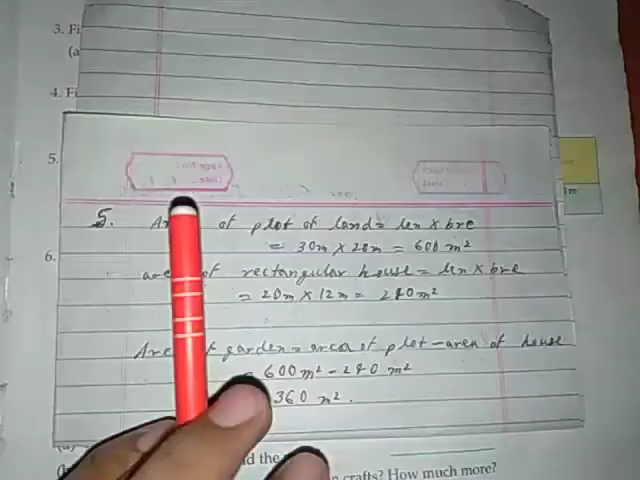 3. Fi
(a
4. Fi
5.
5. Ar of plot of land = len x bre
= 30m x 20m = 600 m²
6.
are of rectangular house = len x bre
= 20m x 12m = 240m²
Are f garden = area of plot - area of house
= 600m² - 240 m²
360 m².
nd the
n crafts? How much more?